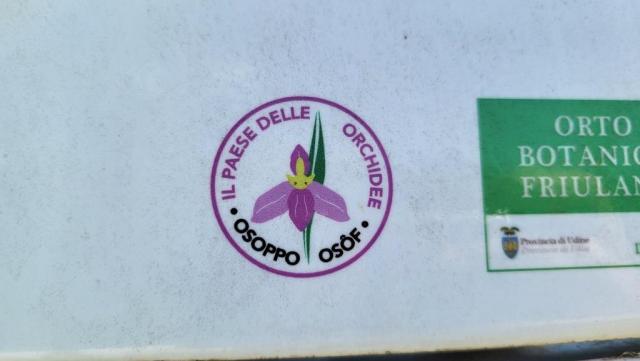 IL PAESE DELLE ORCHIDEE
• OSOPPO OSÔF •
ORTO
BOTANIC
FRIULAN
Provincia di Udine